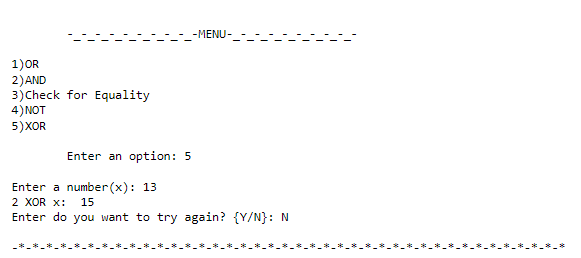 -_-_-_-_-_-_-_-_-_-MENU-_-_-_-_-_-_-_-_-_-
1)OR
2)AND
3)Check for Equality
4)NOT
5)XOR
Enter an option: 5
Enter a number(x): 13
2 XOR x:  15
Enter do you want to try again? {Y/N}: N
-*-*-*-*-*-*-*-*-*-*-*-*-*-*-*-*-*-*-*-*-*-*-*-*-*-*-*-*-*-*-*-*-*-*-*-*-*-*-*-*